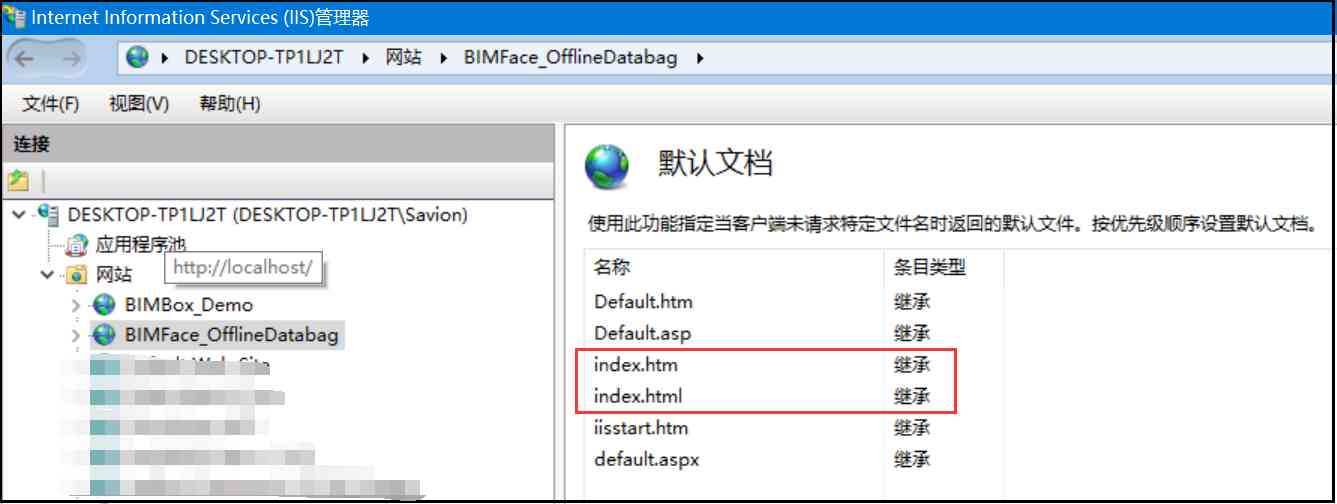 Internet Information Services (IIS)管理器
DESKTOP-TP1LJ2T 网站 BIMFace_OfflineDatabag
文件(F) 视图(V) 帮助(H)
连接
DESKTOP-TP1LJ2T (DESKTOP-TP1LJ2T\Savion)
应用程序池
http://localhost/
网站
BIMBox_Demo
BIMFace_OfflineDatabag
默认文档
使用此功能指定当客户端未请求特定文件名时返回的默认文件。按优先级顺序设置默认文档。
名称 条目类型
Default.htm 继承
Default.asp 继承
index.htm 继承
index.html 继承
iisstart.htm 继承
default.aspx 继承